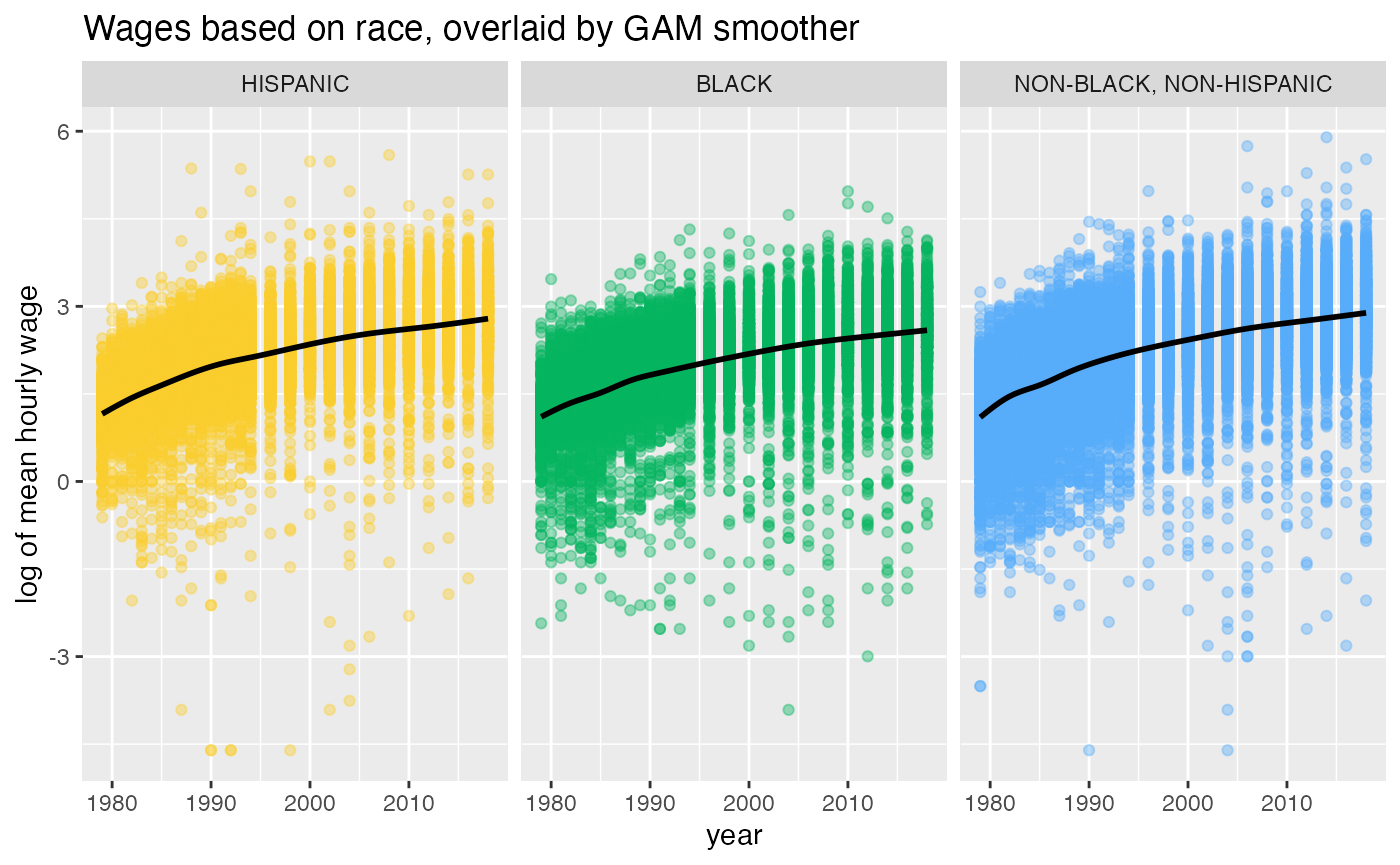 Wages based on race, overlaid by GAM smoother
HISPANIC
BLACK
NON-BLACK, NON-HISPANIC
log of mean hourly wage
6
3
0
-3
1980 1990 2000 2010
1980 1990 2000 2010
1980 1990 2000 2010
year